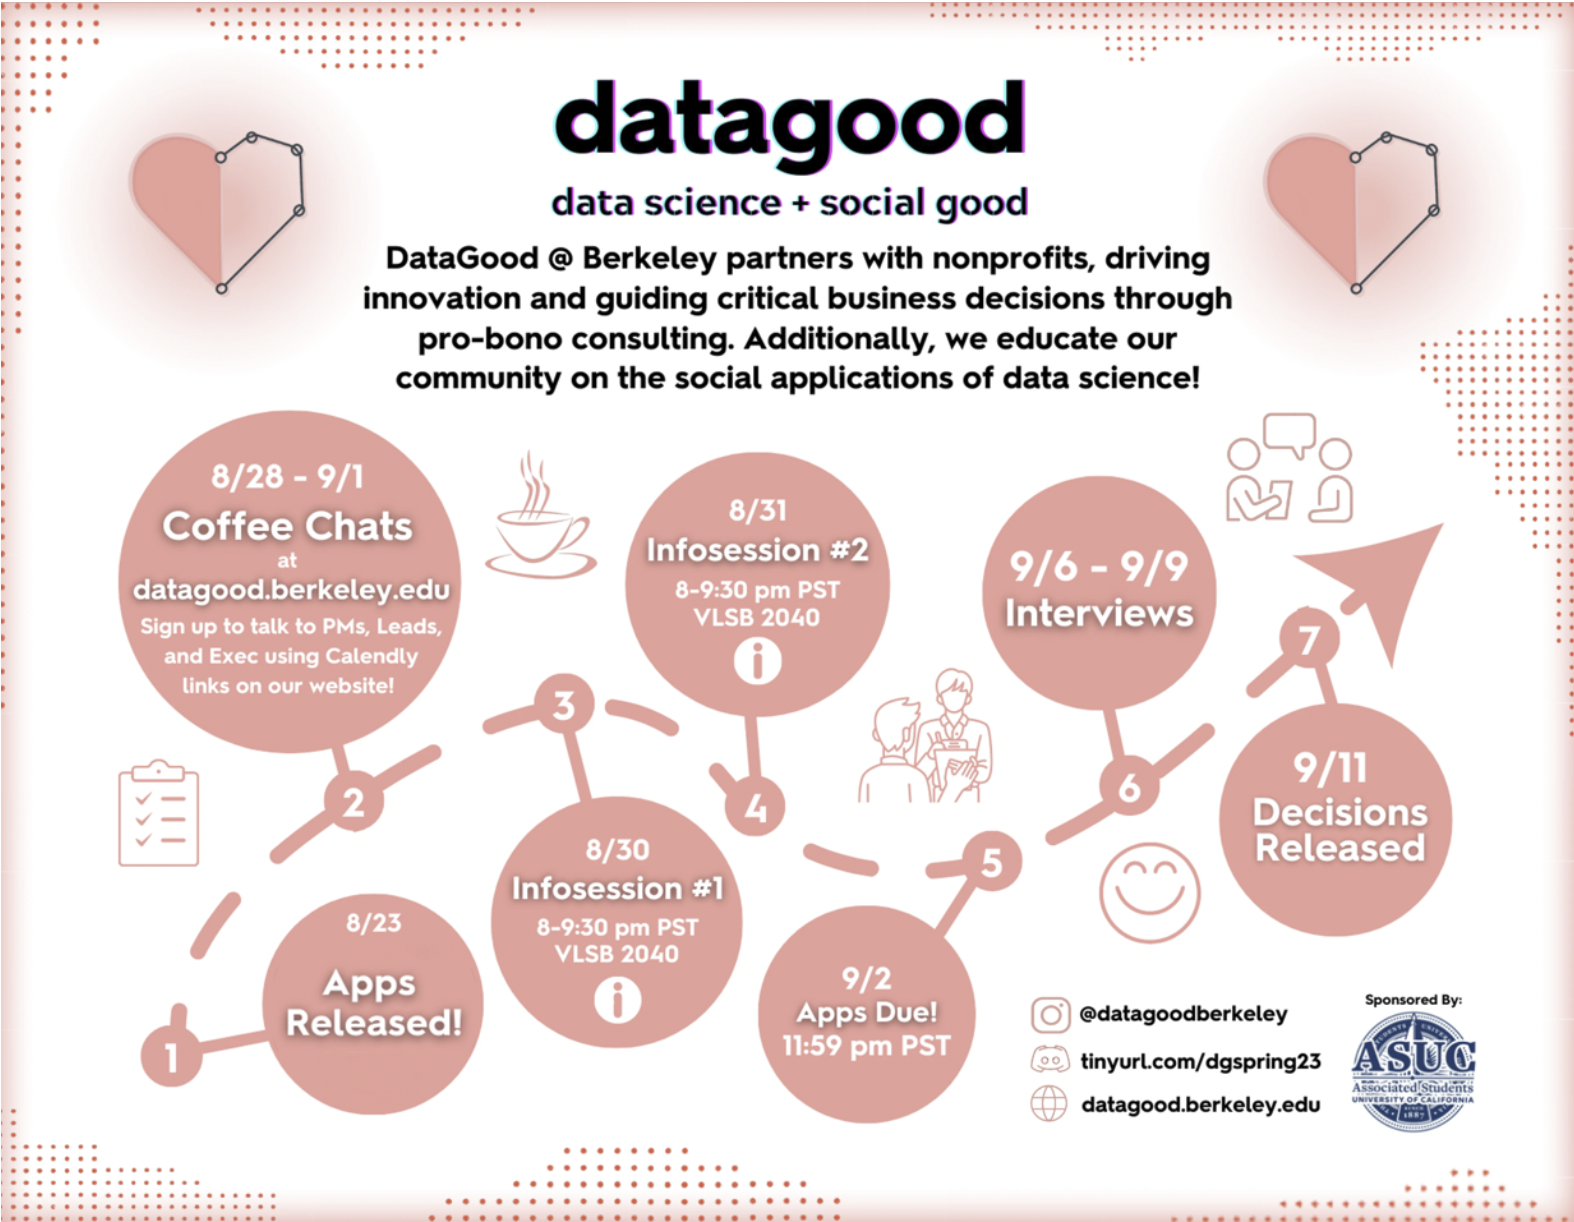 datagood
data science + social good
DataGood @ Berkeley partners with nonprofits, driving
innovation and guiding critical business decisions through
pro-bono consulting. Additionally, we educate our
community on the social applications of data science!
1
8/23
Apps
Released!
2
8/28 - 9/1
Coffee Chats
at
datagood.berkeley.edu
Sign up to talk to PMs, Leads,
and Exec using Calendly
links on our website!
3
8/30
Infosession #1
8-9:30 pm PST
VLSB 2040
i
4
8/31
Infosession #2
8-9:30 pm PST
VLSB 2040
i
5
9/2
Apps Due!
11:59 pm PST
6
9/6 - 9/9
Interviews
7
9/11
Decisions
Released
@datagoodberkeley
tinyurl.com/dgspring23
datagood.berkeley.edu
Sponsored By:
ASUC
Associated Students
UNIVERSITY OF CALIFORNIA
SINCE
1887